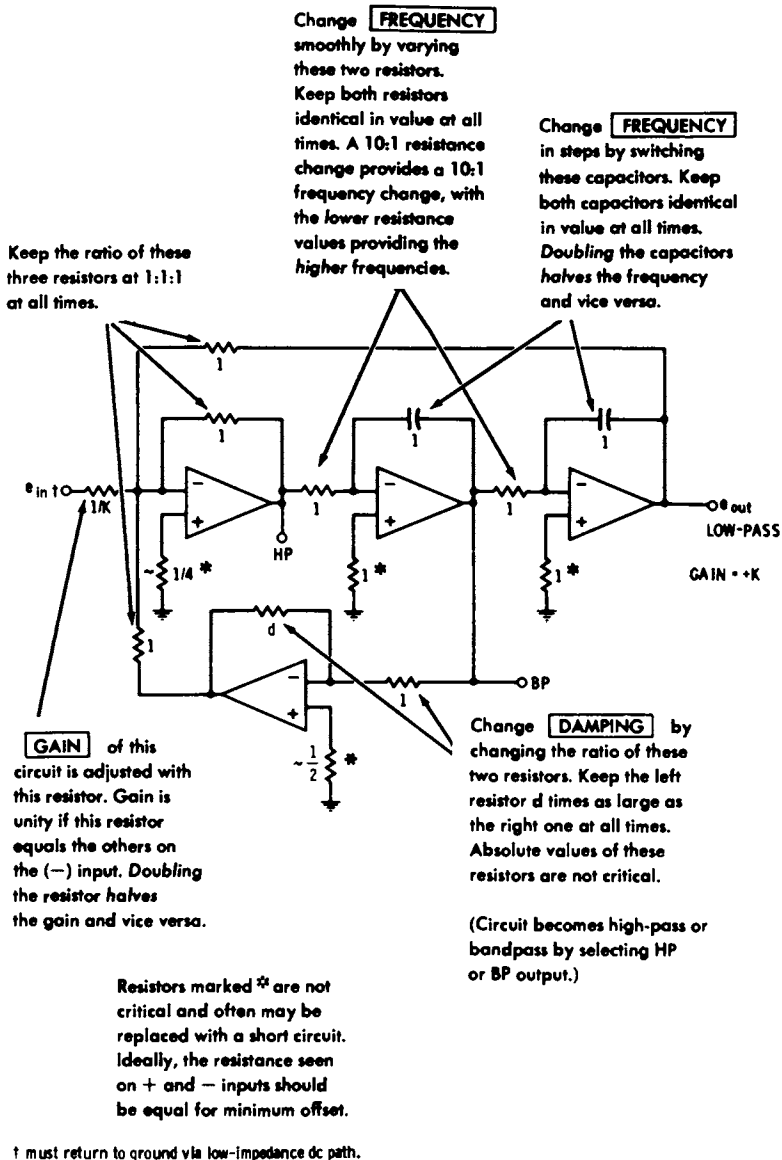 Change FREQUENCY
smoothly by varying
these two resistors.
Keep both resistors
identical in value at all
times. A 10:1 resistance
change provides a 10:1
frequency change, with
the lower resistance
values providing the
higher frequencies.
Change FREQUENCY
in steps by switching
these capacitors. Keep
both capacitors identical
in value at all times.
Doubling the capacitors
halves the frequency
and vice versa.
Keep the ratio of these
three resistors at 1:1:1
at all times.
1
1
1
1
e in †
1/K
−
+
HP
~ 1/4 *
1
−
+
1 *
1
−
+
1 *
e out
LOW-PASS
GAIN = +K
d
1
−
+
1
BP
~ 1/2 *
GAIN of this
circuit is adjusted with
this resistor. Gain is
unity if this resistor
equals the others on
the (−) input. Doubling
the resistor halves
the gain and vice versa.
Change DAMPING by
changing the ratio of these
two resistors. Keep the left
resistor d times as large as
the right one at all times.
Absolute values of these
resistors are not critical.
(Circuit becomes high-pass or
bandpass by selecting HP
or BP output.)
Resistors marked * are not
critical and often may be
replaced with a short circuit.
Ideally, the resistance seen
on + and − inputs should
be equal for minimum offset.
† must return to ground via low-impedance dc path.